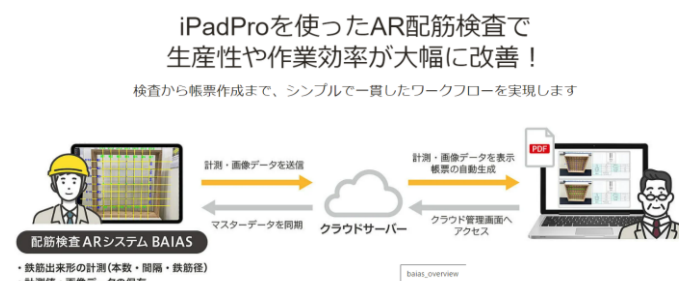 iPadProを使ったAR配筋検査で
生産性や作業効率が大幅に改善！
検査から帳票作成まで、シンプルで一貫したワークフローを実現します
計測・画像データを送信
マスターデータを同期
クラウドサーバー
計測・画像データを表示
帳票の自動生成
クラウド管理画面へ
アクセス
PDF
配筋検査ARシステム BAIAS
・鉄筋出来形の計測（本数・間隔・鉄筋径）
baias_overview